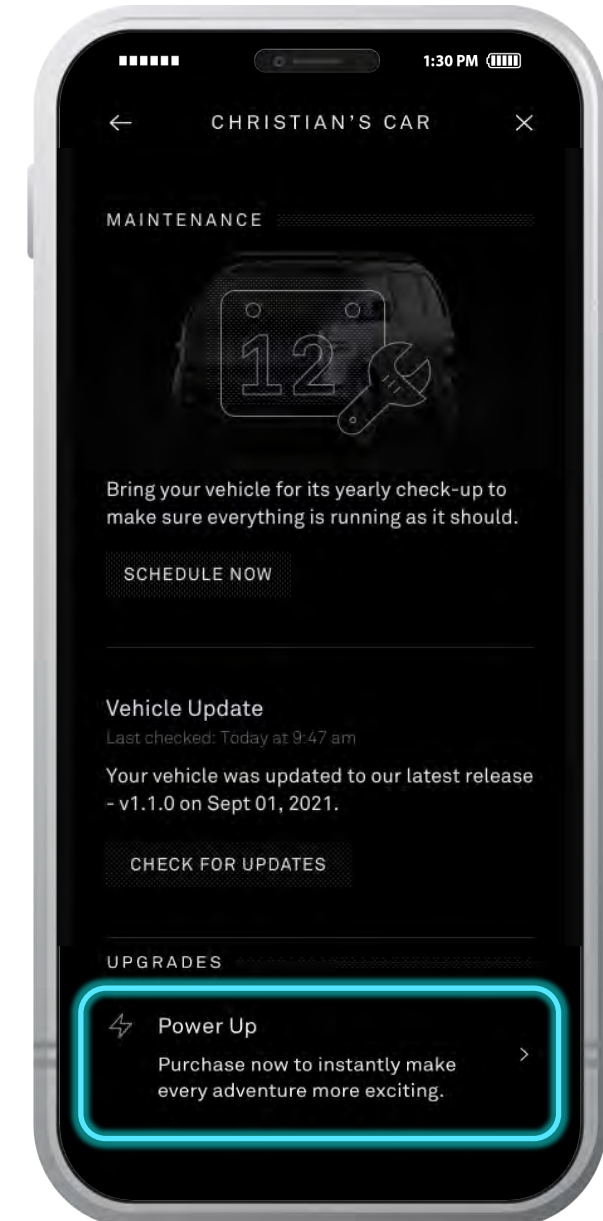 1:30 PM
CHRISTIAN’S CAR
MAINTENANCE
12
Bring your vehicle for its yearly check-up to
make sure everything is running as it should.
SCHEDULE NOW
Vehicle Update
Last checked: Today at 9:47 am
Your vehicle was updated to our latest release
- v1.1.0 on Sept 01, 2021.
CHECK FOR UPDATES
UPGRADES
Power Up
Purchase now to instantly make
every adventure more exciting.